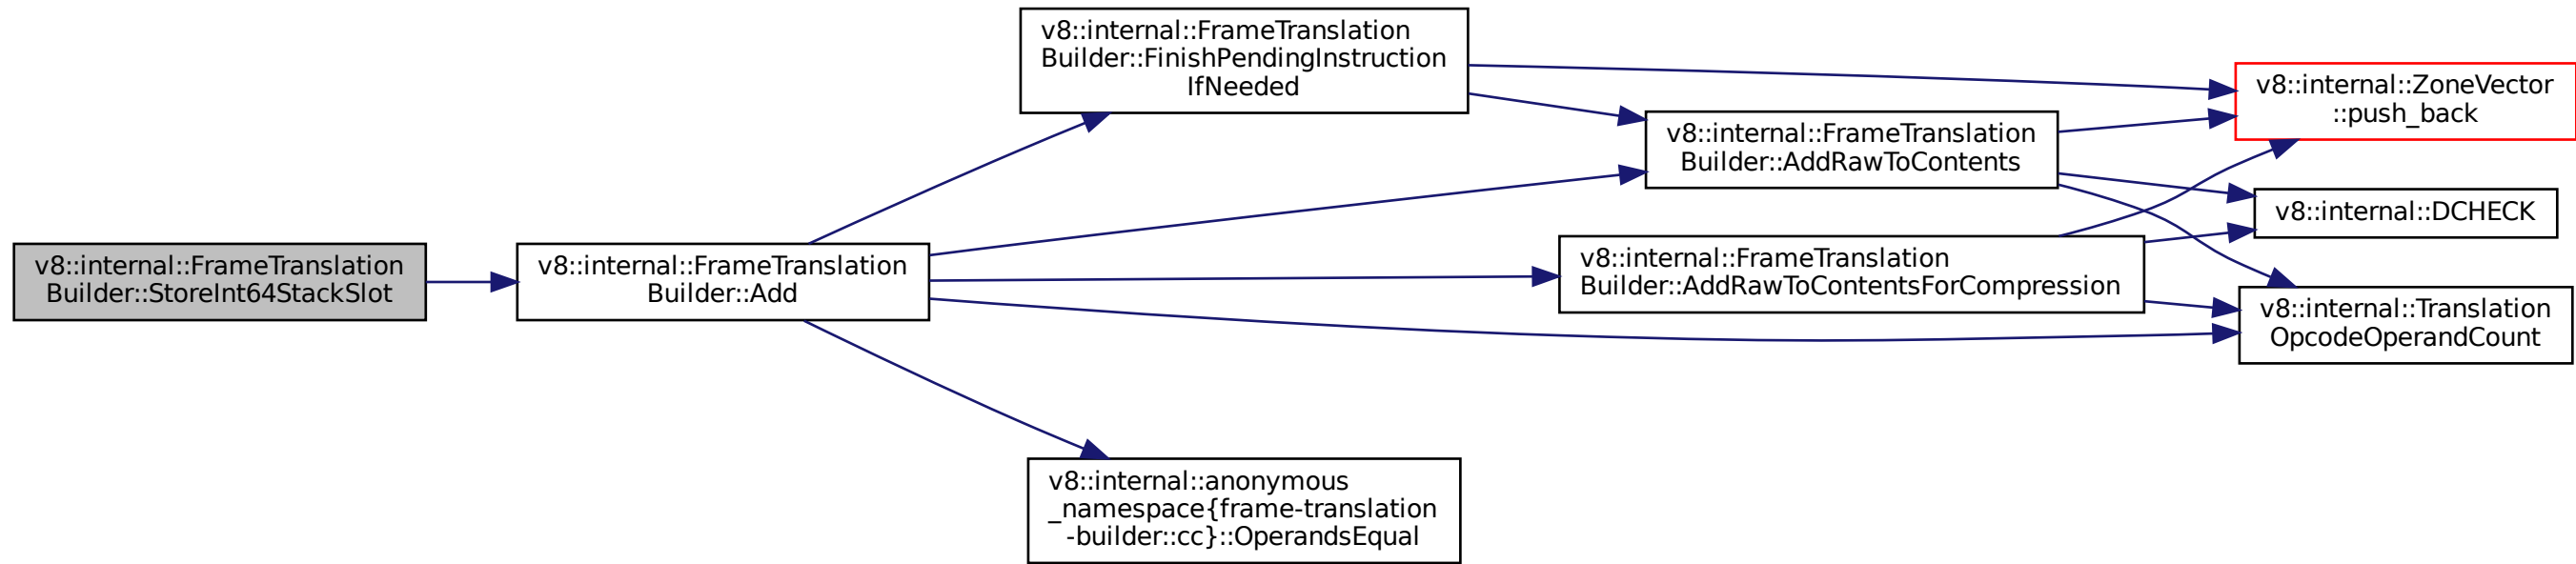 v8::internal::FrameTranslation
Builder::StoreInt64StackSlot
v8::internal::FrameTranslation
Builder::Add
v8::internal::FrameTranslation
Builder::FinishPendingInstruction
IfNeeded
v8::internal::FrameTranslation
Builder::AddRawToContents
v8::internal::FrameTranslation
Builder::AddRawToContentsForCompression
v8::internal::anonymous
_namespace{frame-translation
-builder::cc}::OperandsEqual
v8::internal::ZoneVector
::push_back
v8::internal::DCHECK
v8::internal::Translation
OpcodeOperandCount